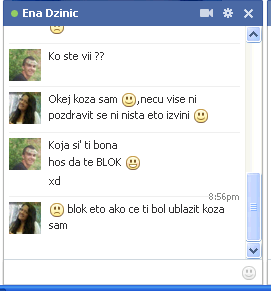 Ena Dzinic
Ko ste vii ??
Okej koza sam ,necu vise ni
pozdravit se ni nista eto izvini
Koja si' ti bona
hos da te BLOK
xd
8:56pm
blok eto ako ce ti bol ublazit koza
sam